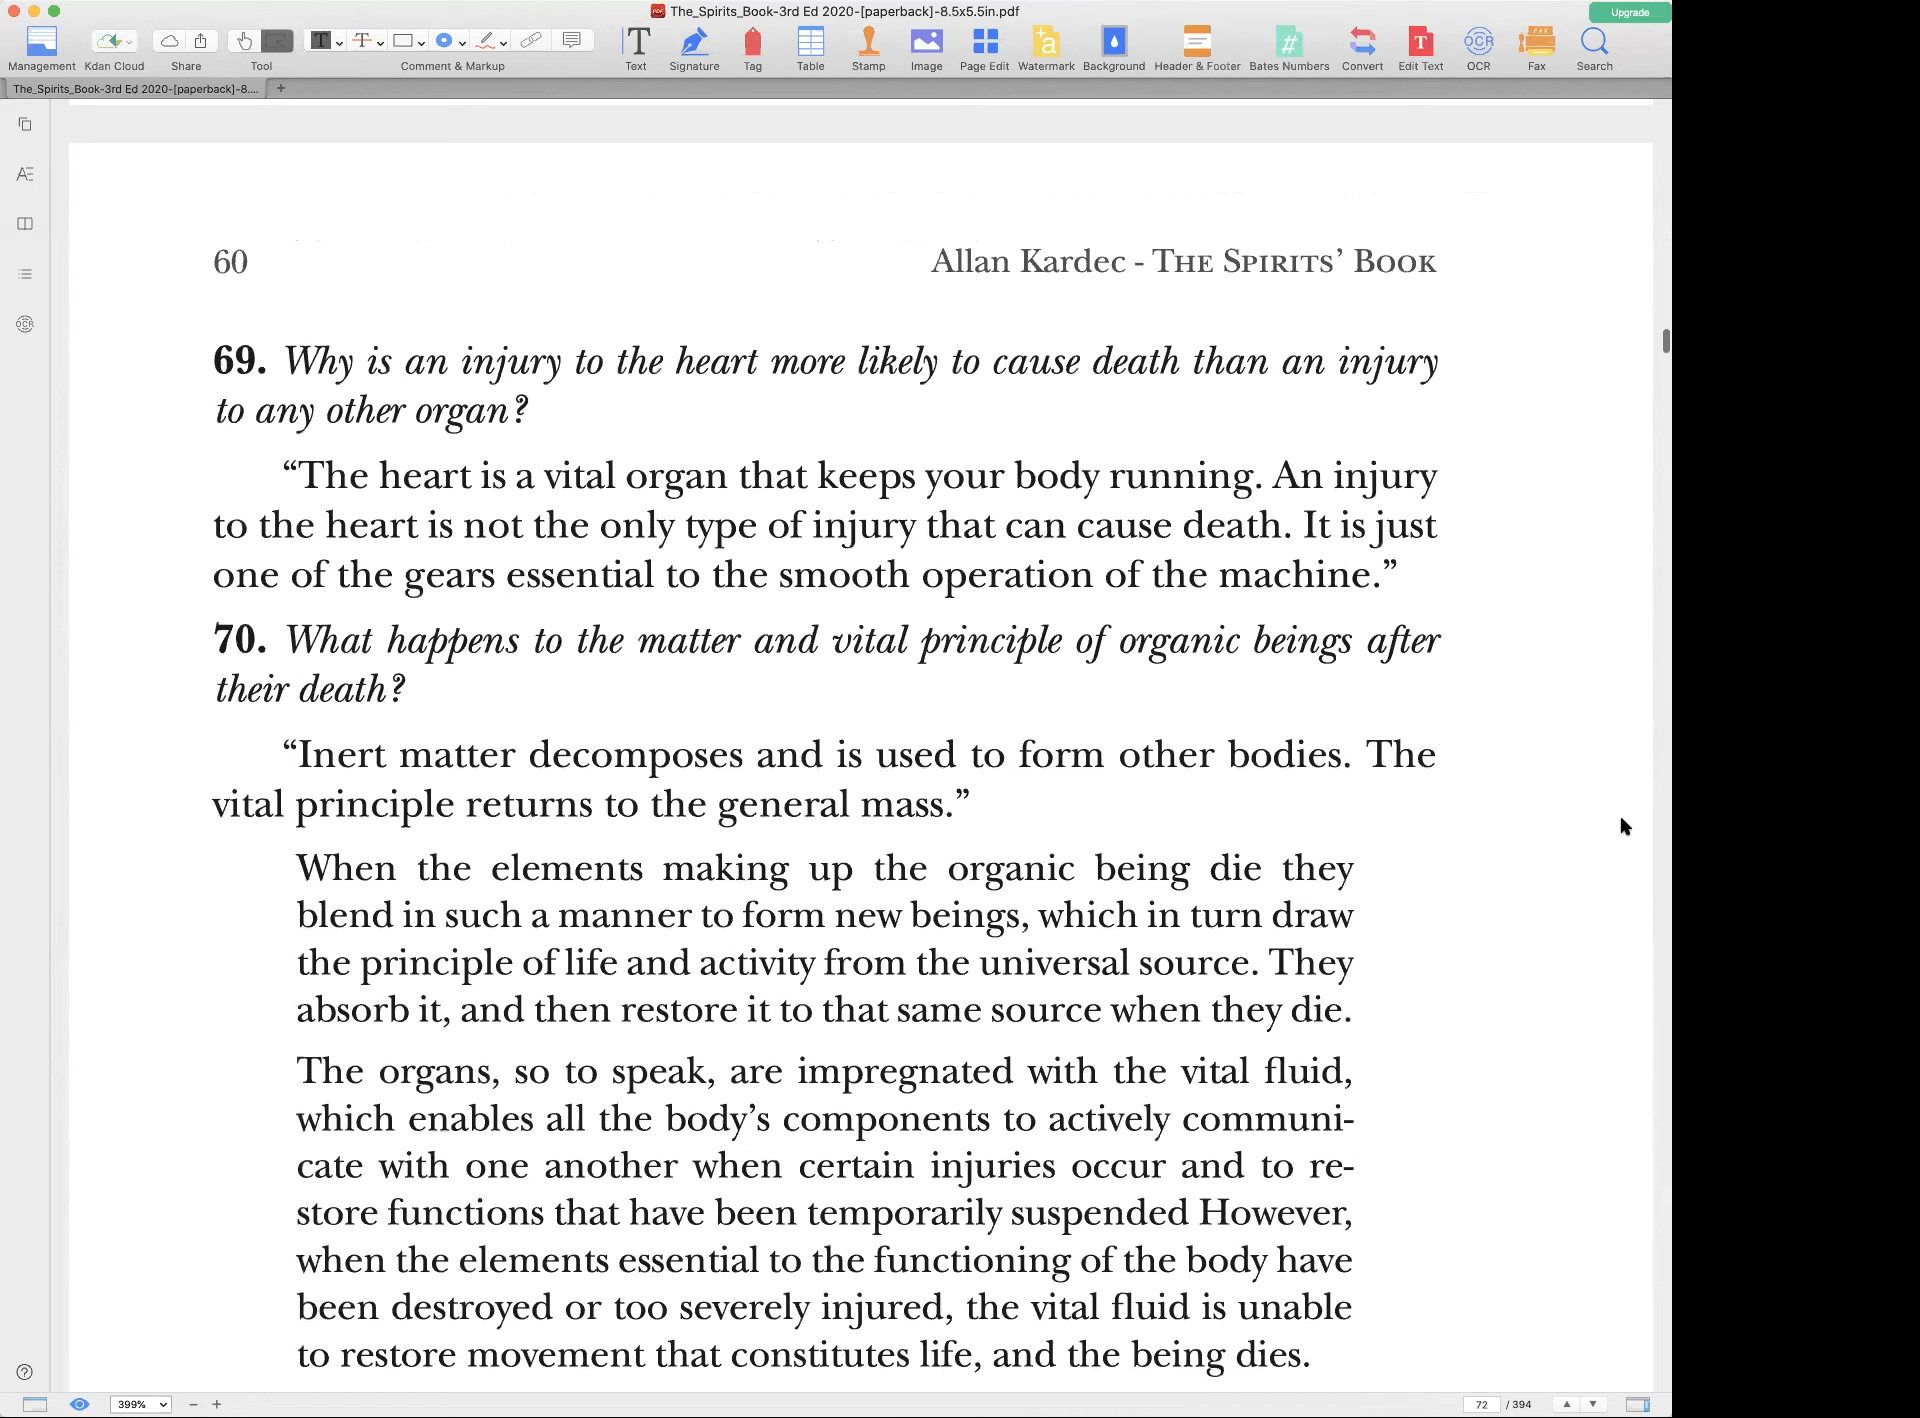 The_Spirits_Book-3rd Ed 2020-[paperback]-8.5x5.5in.pdf
Upgrade
Management Kdan Cloud Share Tool Comment & Markup Text Signature Tag Table Stamp Image Page Edit Watermark Background Header & Footer Bates Numbers Convert Edit Text OCR Fax Search
The_Spirits_Book-3rd Ed 2020-[paperback]-8....
60 Allan Kardec - THE SPIRITS’ BOOK
69. Why is an injury to the heart more likely to cause death than an injury
to any other organ?
“The heart is a vital organ that keeps your body running. An injury
to the heart is not the only type of injury that can cause death. It is just
one of the gears essential to the smooth operation of the machine.”
70. What happens to the matter and vital principle of organic beings after
their death?
“Inert matter decomposes and is used to form other bodies. The
vital principle returns to the general mass.”
When the elements making up the organic being die they
blend in such a manner to form new beings, which in turn draw
the principle of life and activity from the universal source. They
absorb it, and then restore it to that same source when they die.
The organs, so to speak, are impregnated with the vital fluid,
which enables all the body’s components to actively communi-
cate with one another when certain injuries occur and to re-
store functions that have been temporarily suspended However,
when the elements essential to the functioning of the body have
been destroyed or too severely injured, the vital fluid is unable
to restore movement that constitutes life, and the being dies.
399% 72 / 394